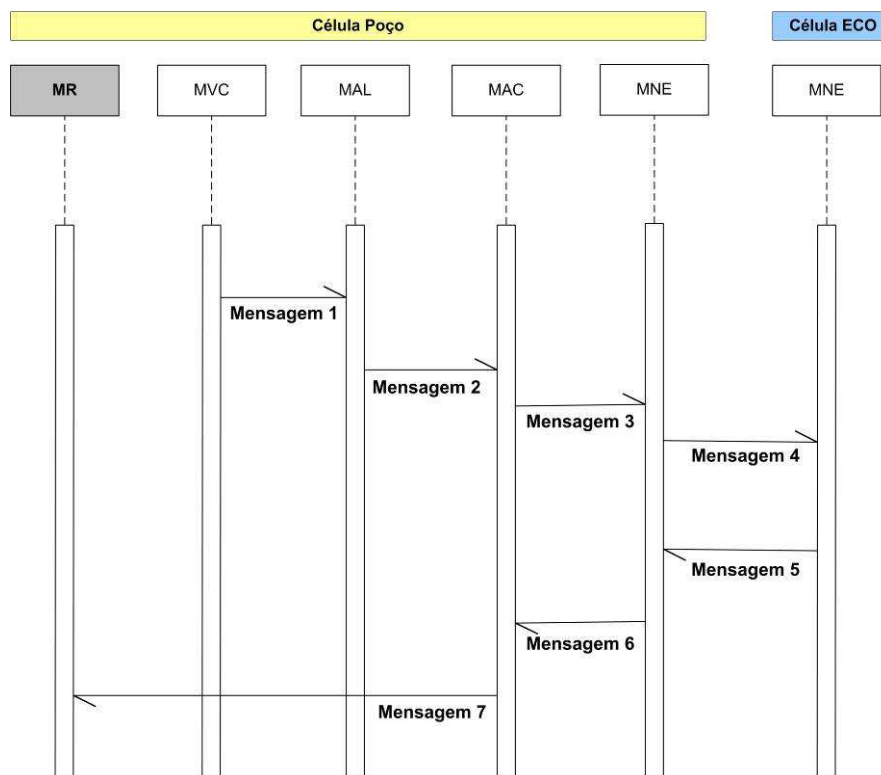 Célula Poço
Célula ECO
MR
MVC
MAL
MAC
MNE
MNE
Mensagem 1
Mensagem 2
Mensagem 3
Mensagem 4
Mensagem 5
Mensagem 6
Mensagem 7